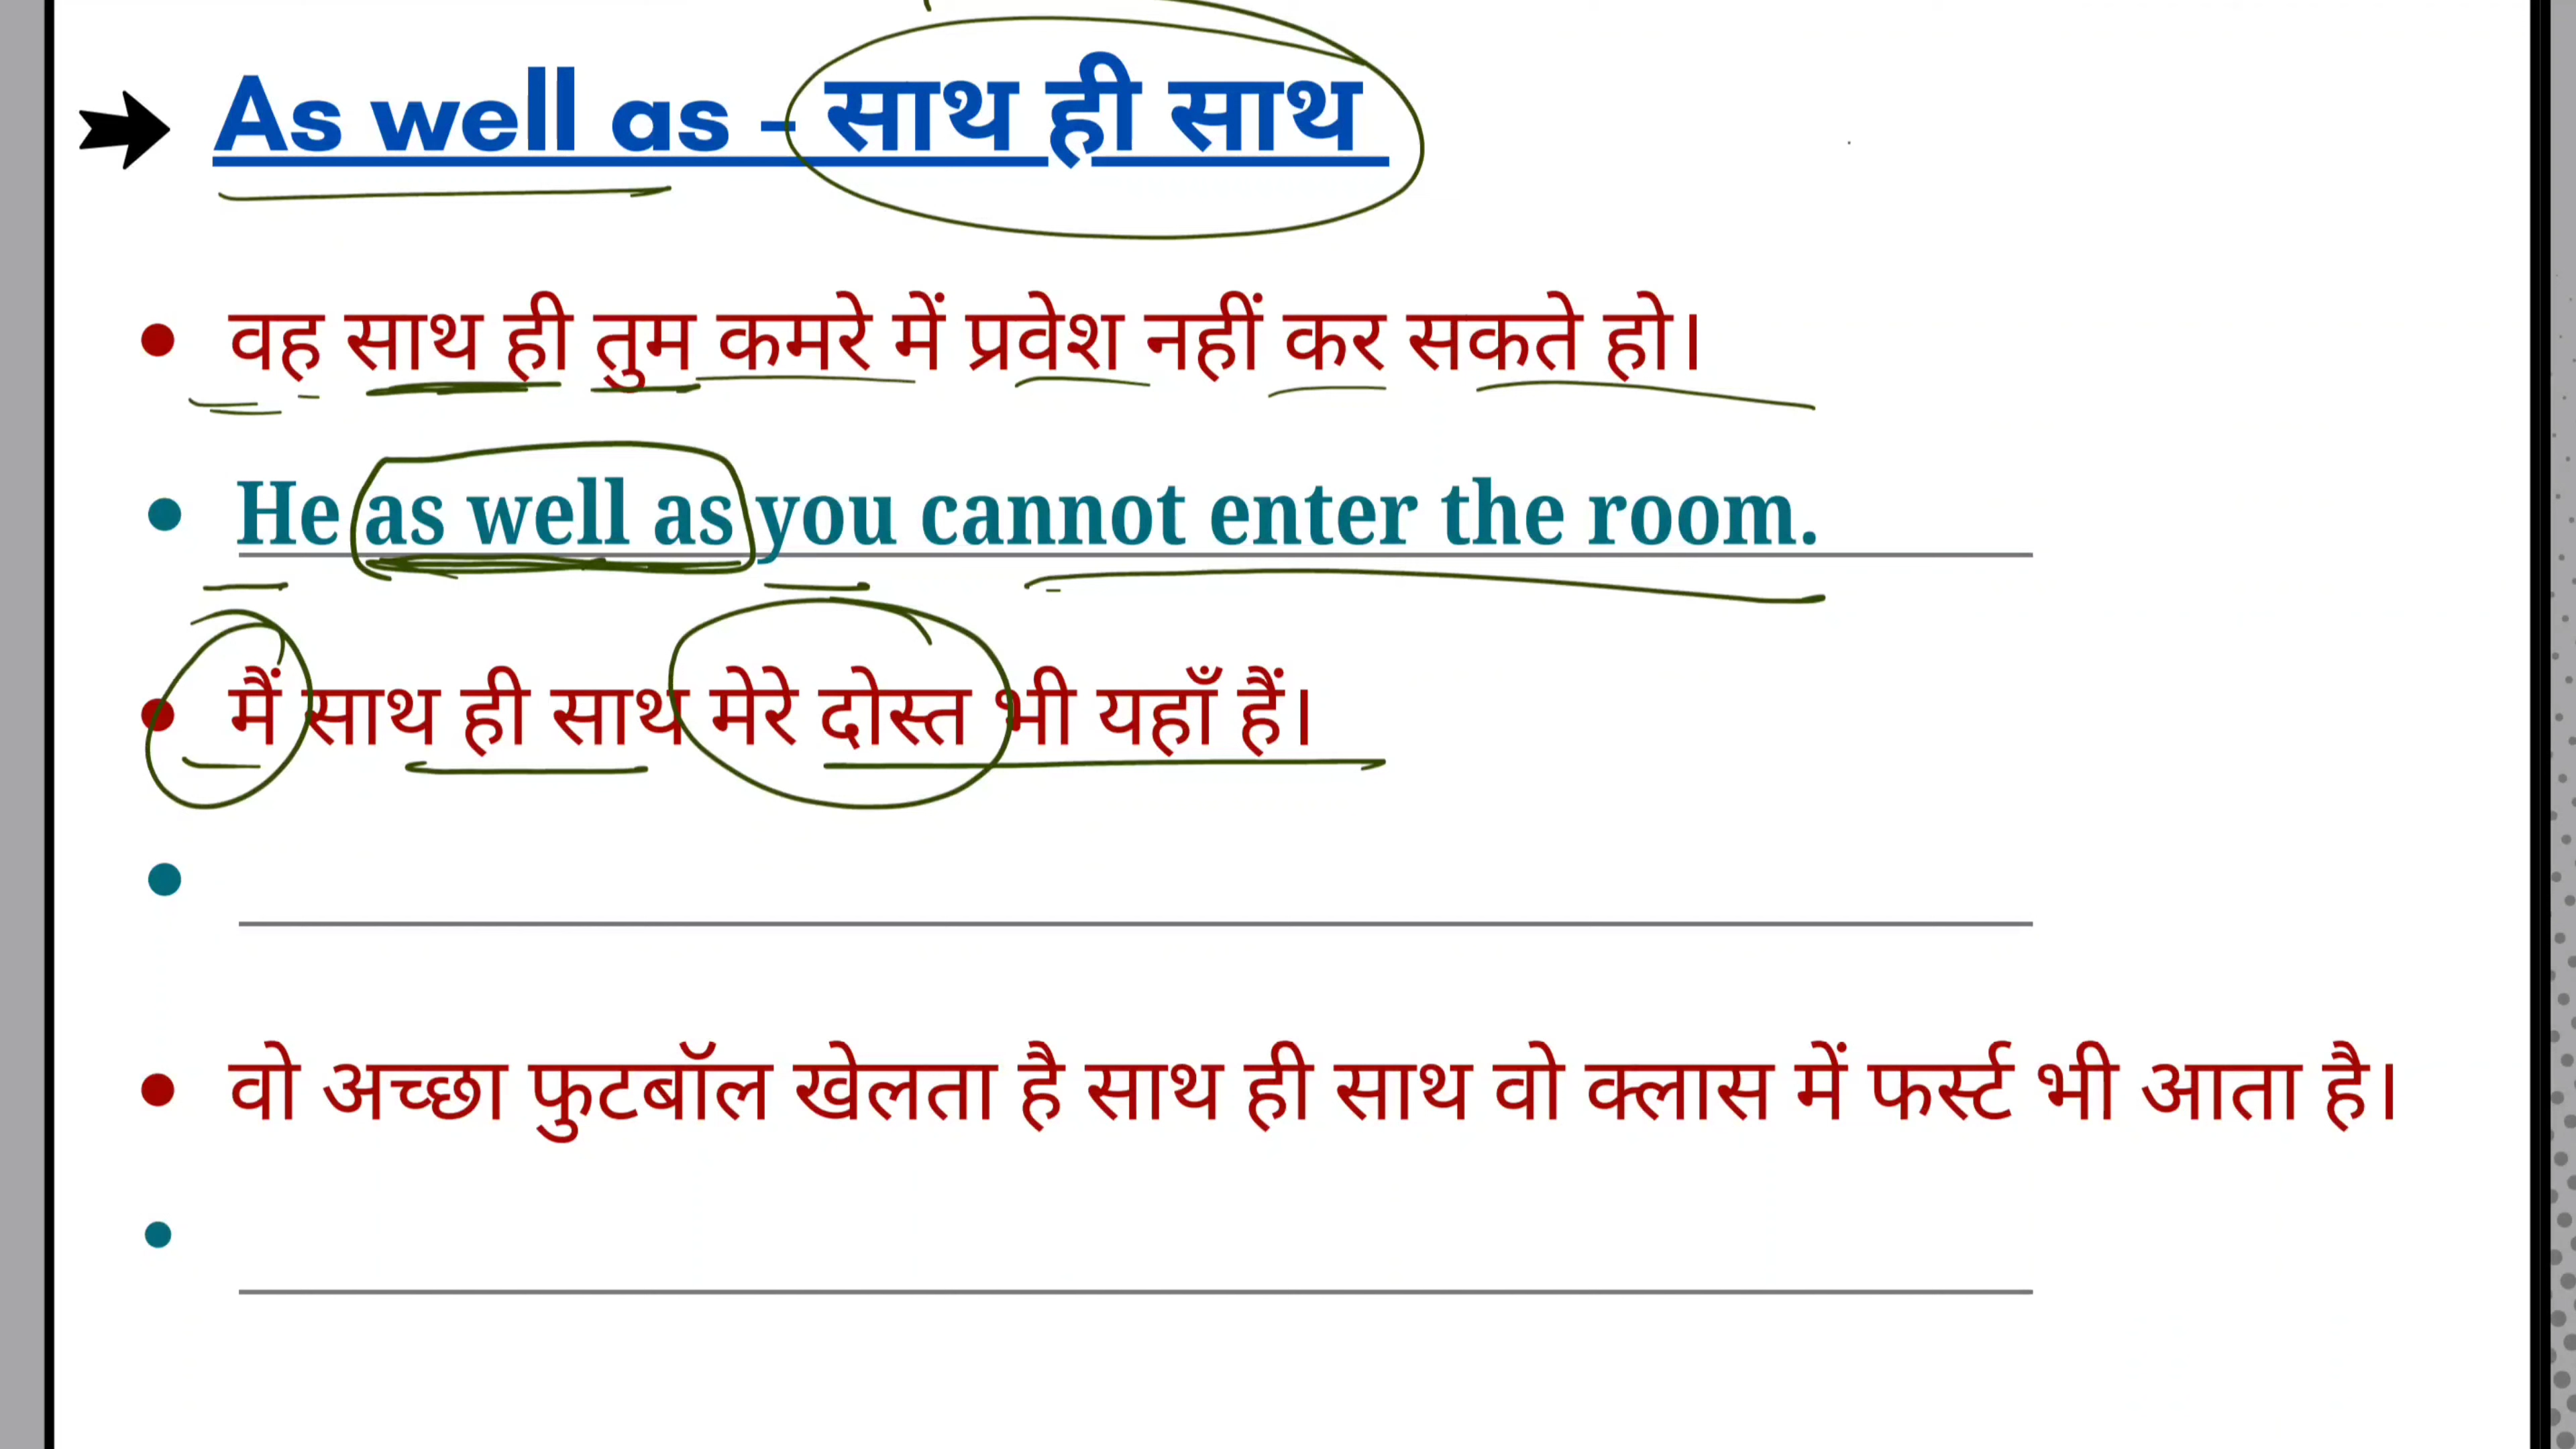 As well as - साथ ही साथ
वह साथ ही तुम कमरे में प्रवेश नहीं कर सकते हो।
He as well as you cannot enter the room.
मैं साथ ही साथ मेरे दोस्त भी यहाँ हैं।
वो अच्छा फुटबॉल खेलता है साथ ही साथ वो क्लास में फर्स्ट भी आता है।